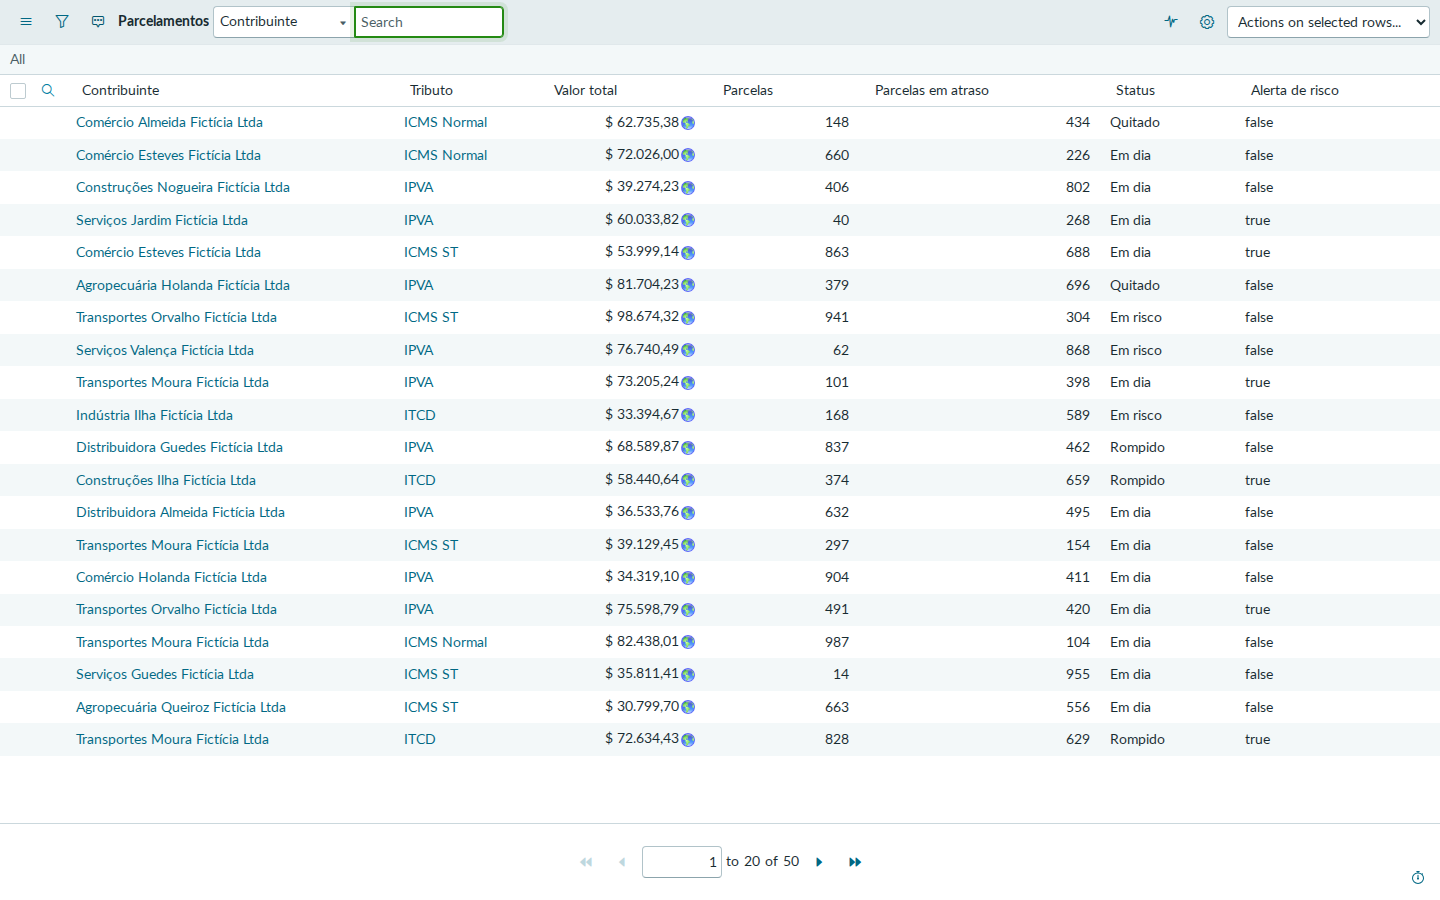 Parcelamentos Contribuinte Search Actions on selected rows...
All
Contribuinte Tributo Valor total Parcelas Parcelas em atraso Status Alerta de risco
Comércio Almeida Fictícia Ltda ICMS Normal $ 62.735,38 148 434 Quitado false
Comércio Esteves Fictícia Ltda ICMS Normal $ 72.026,00 660 226 Em dia false
Construções Nogueira Fictícia Ltda IPVA $ 39.274,23 406 802 Em dia false
Serviços Jardim Fictícia Ltda IPVA $ 60.033,82 40 268 Em dia true
Comércio Esteves Fictícia Ltda ICMS ST $ 53.999,14 863 688 Em dia true
Agropecuária Holanda Fictícia Ltda IPVA $ 81.704,23 379 696 Quitado false
Transportes Orvalho Fictícia Ltda ICMS ST $ 98.674,32 941 304 Em risco false
Serviços Valença Fictícia Ltda IPVA $ 76.740,49 62 868 Em risco false
Transportes Moura Fictícia Ltda IPVA $ 73.205,24 101 398 Em dia true
Indústria Ilha Fictícia Ltda ITCD $ 33.394,67 168 589 Em risco false
Distribuidora Guedes Fictícia Ltda IPVA $ 68.589,87 837 462 Rompido false
Construções Ilha Fictícia Ltda ITCD $ 58.440,64 374 659 Rompido true
Distribuidora Almeida Fictícia Ltda IPVA $ 36.533,76 632 495 Em dia false
Transportes Moura Fictícia Ltda ICMS ST $ 39.129,45 297 154 Em dia false
Comércio Holanda Fictícia Ltda IPVA $ 34.319,10 904 411 Em dia false
Transportes Orvalho Fictícia Ltda IPVA $ 75.598,79 491 420 Em dia true
Transportes Moura Fictícia Ltda ICMS Normal $ 82.438,01 987 104 Em dia false
Serviços Guedes Fictícia Ltda ICMS ST $ 35.811,41 14 955 Em dia false
Agropecuária Queiroz Fictícia Ltda ICMS ST $ 30.799,70 663 556 Em dia false
Transportes Moura Fictícia Ltda ITCD $ 72.634,43 828 629 Rompido true
1 to 20 of 50